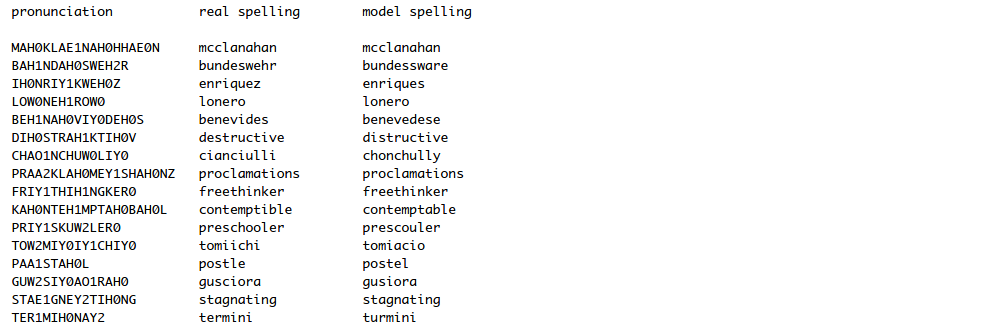 pronunciation real spelling model spelling
MAH0KLAE1NAH0HHAE0N mcclanahan mcclanahan
BAH1NDAH0SWEH2R bundeswehr bundessware
IH0NRIY1KWEH0Z enriquez enriques
LOW0NEH1ROW0 lonero lonero
BEH1NAH0VIY0DEH0S benevides benevedese
DIH0STRAH1KTIH0V destructive distructive
CHAO1NCHUW0LIY0 cianciulli chonchully
PRAA2KLAH0MEY1SHAH0NZ proclamations proclamations
FRIY1THIH1NGKER0 freethinker freethinker
KAH0NTEH1MPTAH0BAH0L contemptible contemptable
PRIY1SKUW2LER0 preschooler prescouler
TOW2MIY0IY1CHIY0 tomiichi tomiacio
PAA1STAH0L postle postel
GUW2SIY0AO1RAH0 gusciora gusiora
STAE1GNEY2TIH0NG stagnating stagnating
TER1MIH0NAY2 termini turmini